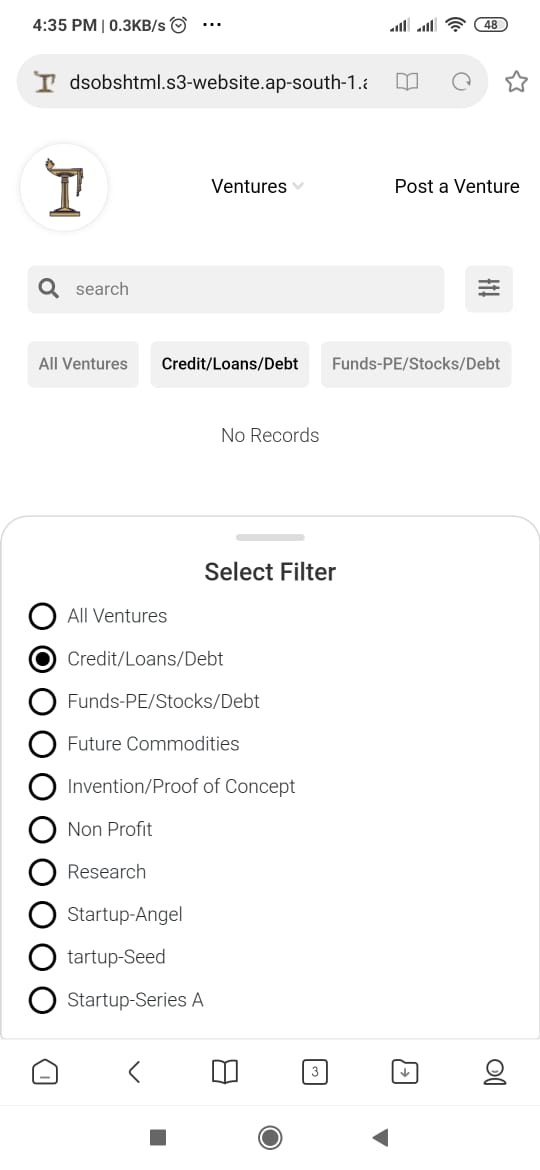 4:35 PM | 0.3KB/s ... 48
dsobshtml.s3-website.ap-south-1.a
Ventures Post a Venture
search
All Ventures Credit/Loans/Debt Funds-PE/Stocks/Debt
No Records
Select Filter
All Ventures
Credit/Loans/Debt
Funds-PE/Stocks/Debt
Future Commodities
Invention/Proof of Concept
Non Profit
Research
Startup-Angel
tartup-Seed
Startup-Series A
3